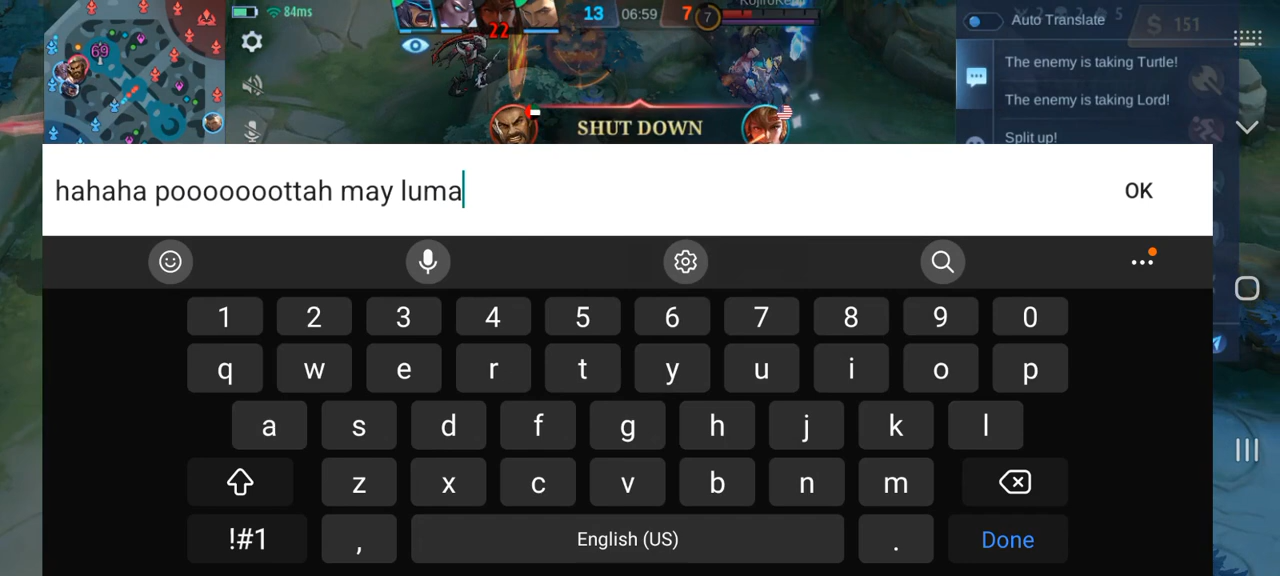 84ms
22
13 06:59 7 7
Auto Translate
$ 151
The enemy is taking Turtle!
The enemy is taking Lord!
Split up!
SHUT DOWN
hahaha pooooooottah may luma
OK
1 2 3 4 5 6 7 8 9 0
q w e r t y u i o p
a s d f g h j k l
z x c v b n m
!#1 , English (US) . Done